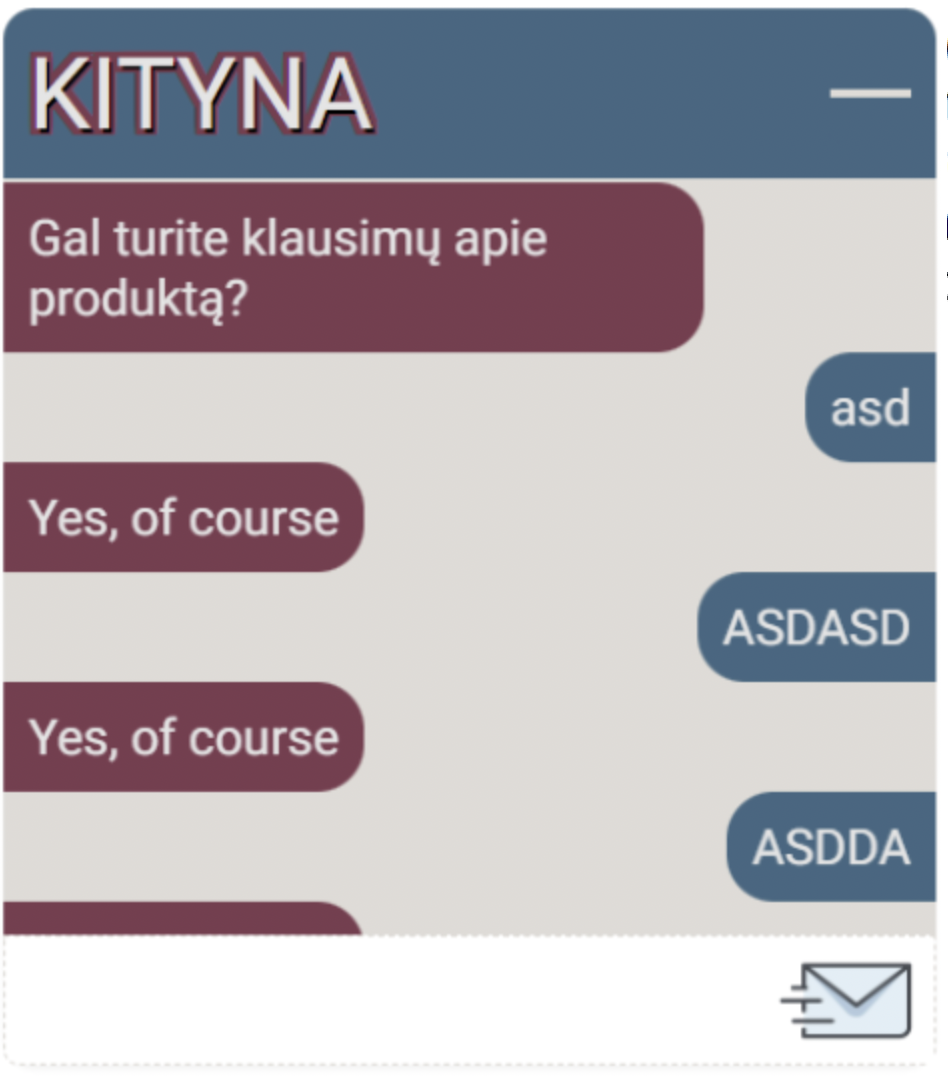 KITYNA
Gal turite klausimų apie
produktą?
asd
Yes, of course
ASDASD
Yes, of course
ASDDA